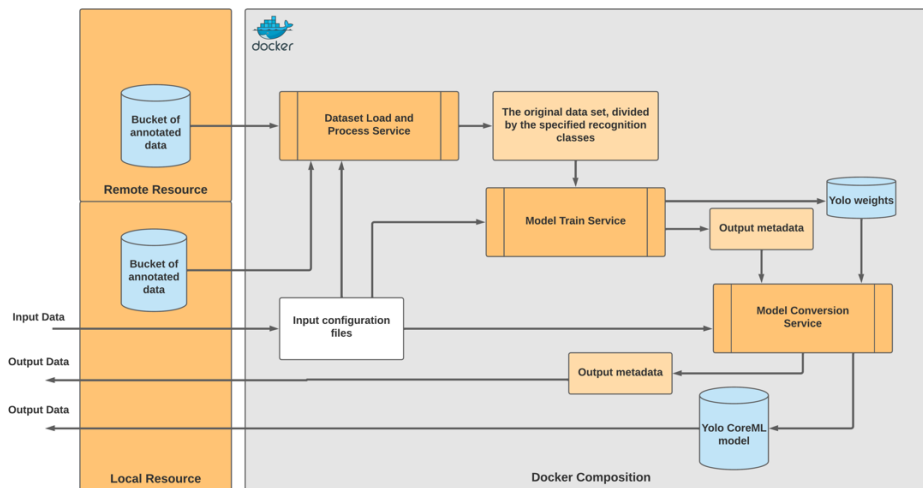 docker
Bucket of
annotated
data
Dataset Load and
Process Service
The original data set, divided
by the specified recognition
classes
Remote Resource
Model Train Service
Yolo weights
Output metadata
Bucket of
annotated
data
Input Data
Input configuration
files
Model Conversion
Service
Output Data
Output metadata
Output Data
Yolo CoreML
model
Local Resource
Docker Composition